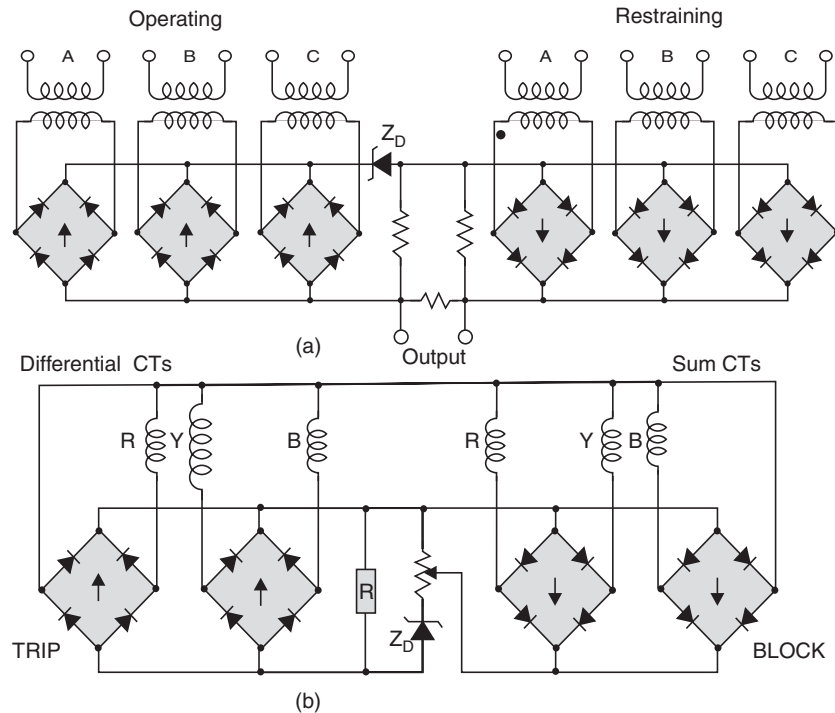 Operating
Restraining
A B C A B C
Z_D
(a)
Output
Differential CTs
Sum CTs
R Y B R Y B
R
Z_D
TRIP
BLOCK
(b)